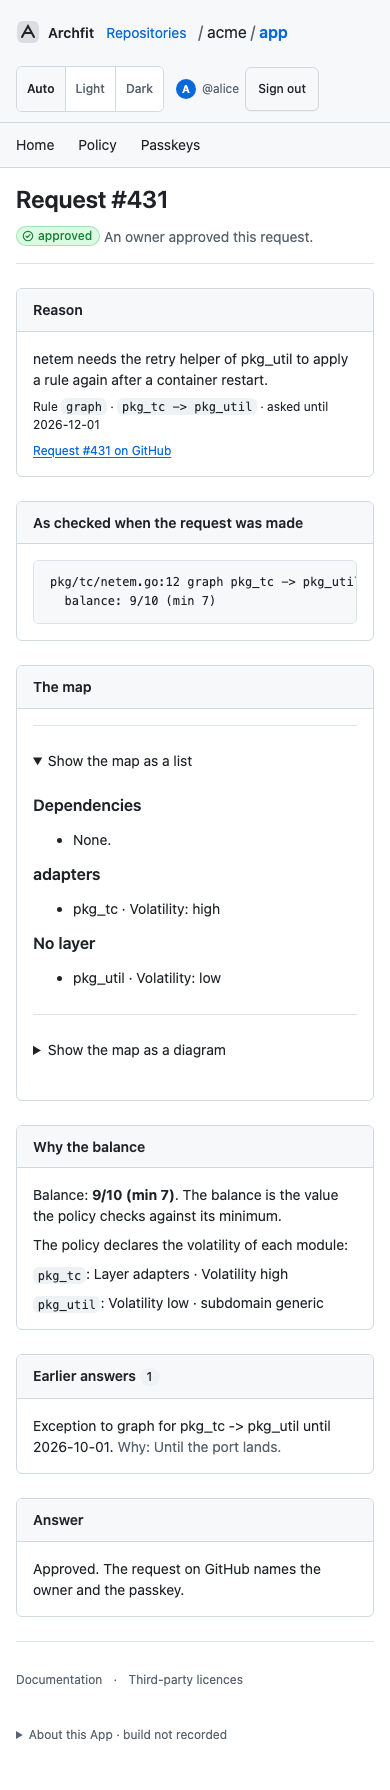 Archfit Repositories / acme / app
Auto Light Dark A @alice Sign out
Home Policy Passkeys
Request #431
approved An owner approved this request.
Reason
netem needs the retry helper of pkg_util to apply
a rule again after a container restart.
Rule graph · pkg_tc -> pkg_util · asked until
2026-12-01
Request #431 on GitHub
As checked when the request was made
pkg/tc/netem.go:12 graph pkg_tc -> pkg_util
balance: 9/10 (min 7)
The map
Show the map as a list
Dependencies
None.
adapters
pkg_tc · Volatility: high
No layer
pkg_util · Volatility: low
Show the map as a diagram
Why the balance
Balance: 9/10 (min 7). The balance is the value
the policy checks against its minimum.
The policy declares the volatility of each module:
pkg_tc: Layer adapters · Volatility high
pkg_util: Volatility low · subdomain generic
Earlier answers 1
Exception to graph for pkg_tc -> pkg_util until
2026-10-01. Why: Until the port lands.
Answer
Approved. The request on GitHub names the
owner and the passkey.
Documentation · Third-party licences
About this App · build not recorded